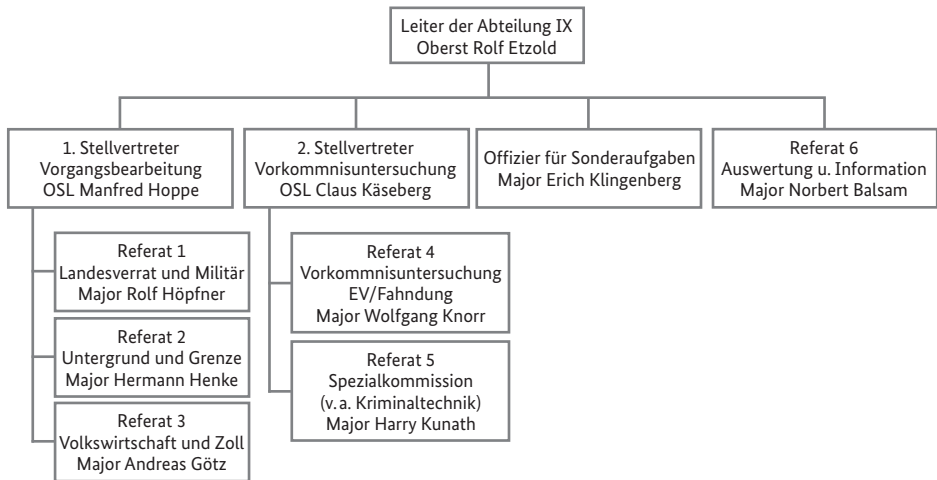 Leiter der Abteilung IX
Oberst Rolf Etzold
1. Stellvertreter
Vorgangsbearbeitung
OSL Manfred Hoppe
2. Stellvertreter
Vorkommnisuntersuchung
OSL Claus Käseberg
Offizier für Sonderaufgaben
Major Erich Klingenberg
Referat 6
Auswertung u. Information
Major Norbert Balsam
Referat 1
Landesverrat und Militär
Major Rolf Höpfner
Referat 2
Untergrund und Grenze
Major Hermann Henke
Referat 3
Volkswirtschaft und Zoll
Major Andreas Götz
Referat 4
Vorkommnisuntersuchung
EV/Fahndung
Major Wolfgang Knorr
Referat 5
Spezialkommission
(v. a. Kriminaltechnik)
Major Harry Kunath